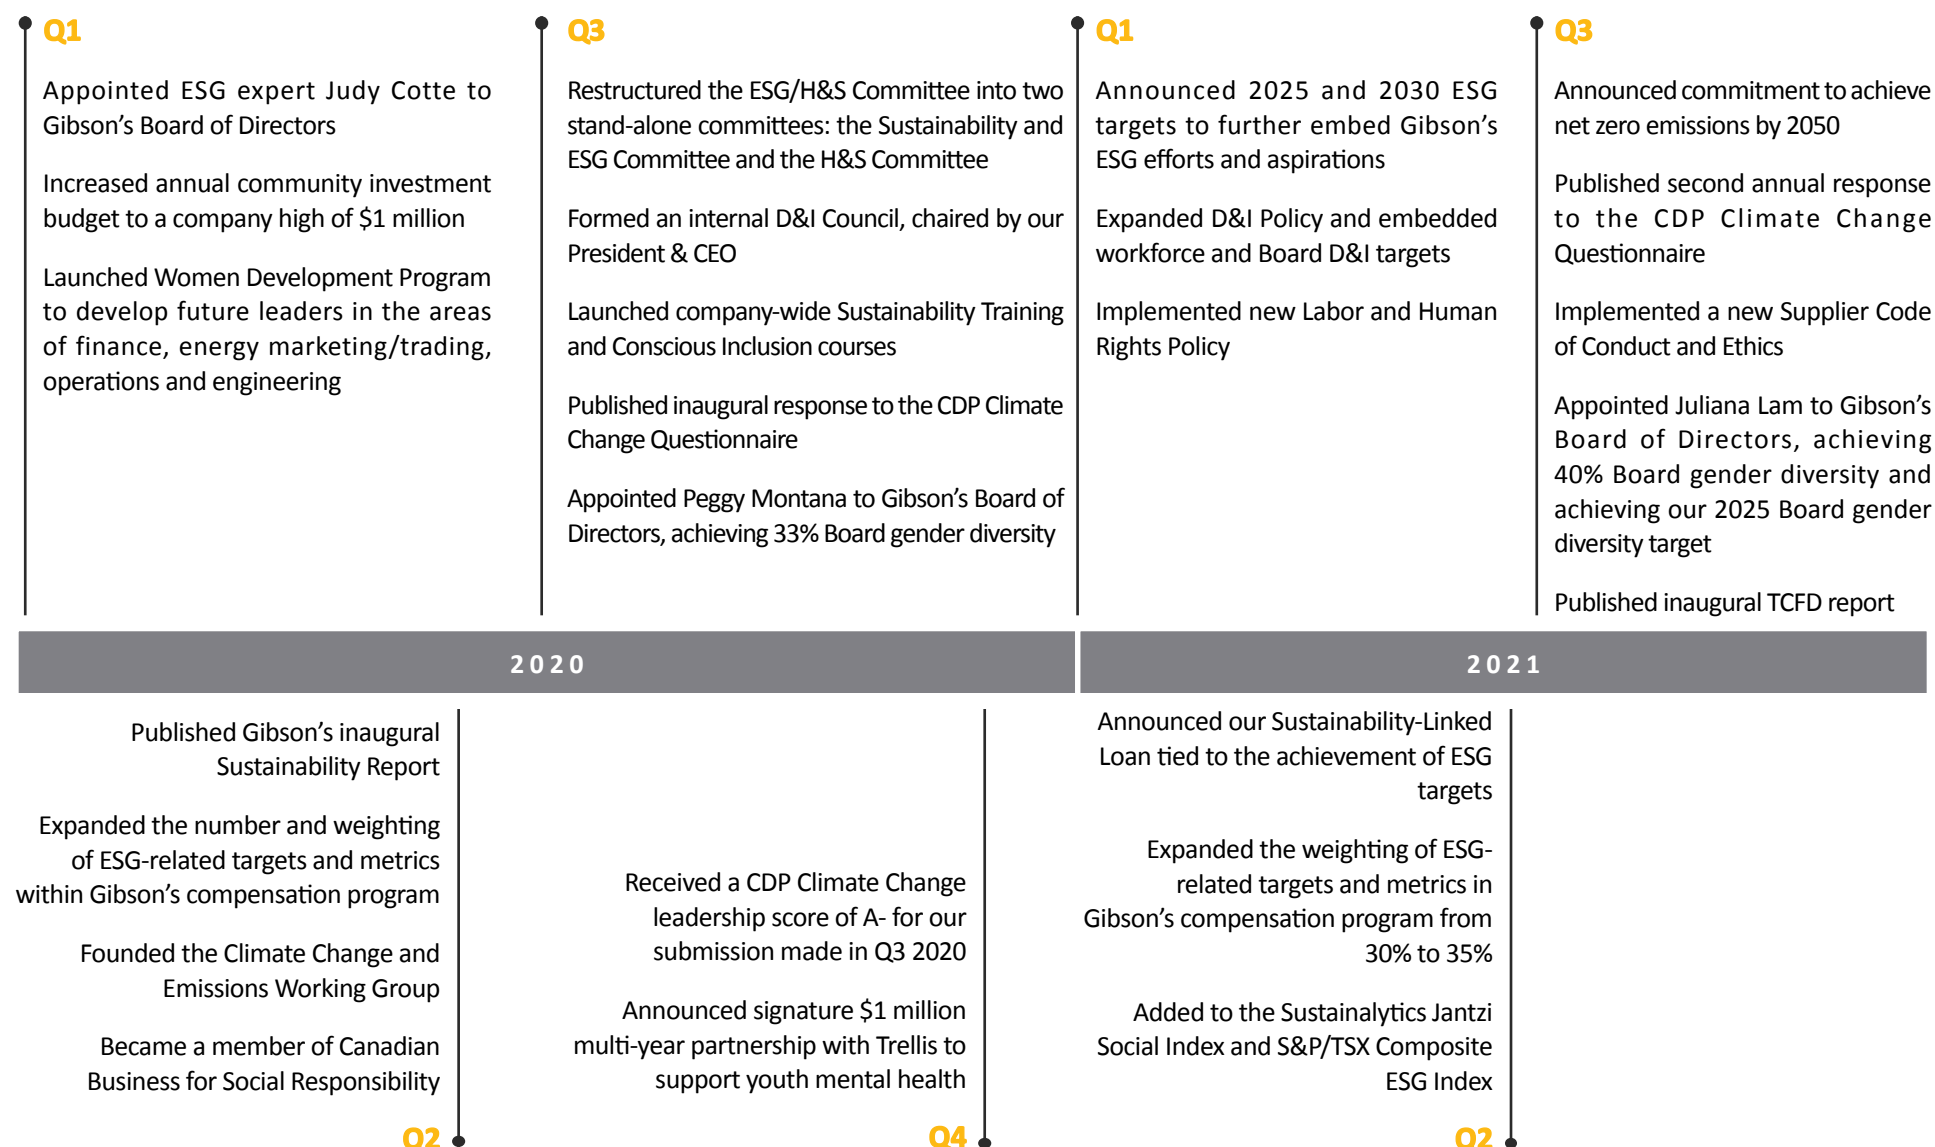 Q1
Appointed ESG expert Judy Cotte to
Gibson’s Board of Directors
Increased annual community investment
budget to a company high of $1 million
Launched Women Development Program
to develop future leaders in the areas
of finance, energy marketing/trading,
operations and engineering
Q3
Restructured the ESG/H&S Committee into two
stand-alone committees: the Sustainability and
ESG Committee and the H&S Committee
Formed an internal D&I Council, chaired by our
President & CEO
Launched company-wide Sustainability Training
and Conscious Inclusion courses
Published inaugural response to the CDP Climate
Change Questionnaire
Appointed Peggy Montana to Gibson’s Board of
Directors, achieving 33% Board gender diversity
Q1
Announced 2025 and 2030 ESG
targets to further embed Gibson’s
ESG efforts and aspirations
Expanded D&I Policy and embedded
workforce and Board D&I targets
Implemented new Labor and Human
Rights Policy
Q3
Announced commitment to achieve
net zero emissions by 2050
Published second annual response
to the CDP Climate Change
Questionnaire
Implemented a new Supplier Code
of Conduct and Ethics
Appointed Juliana Lam to Gibson’s
Board of Directors, achieving
40% Board gender diversity and
achieving our 2025 Board gender
diversity target
Published inaugural TCFD report
2020
2021
Published Gibson’s inaugural
Sustainability Report
Expanded the number and weighting
of ESG-related targets and metrics
within Gibson’s compensation program
Founded the Climate Change and
Emissions Working Group
Became a member of Canadian
Business for Social Responsibility
Q2
Received a CDP Climate Change
leadership score of A- for our
submission made in Q3 2020
Announced signature $1 million
multi-year partnership with Trellis to
support youth mental health
Q4
Announced our Sustainability-Linked
Loan tied to the achievement of ESG
targets
Expanded the weighting of ESG-
related targets and metrics in
Gibson’s compensation program from
30% to 35%
Added to the Sustainalytics Jantzi
Social Index and S&P/TSX Composite
ESG Index
Q2